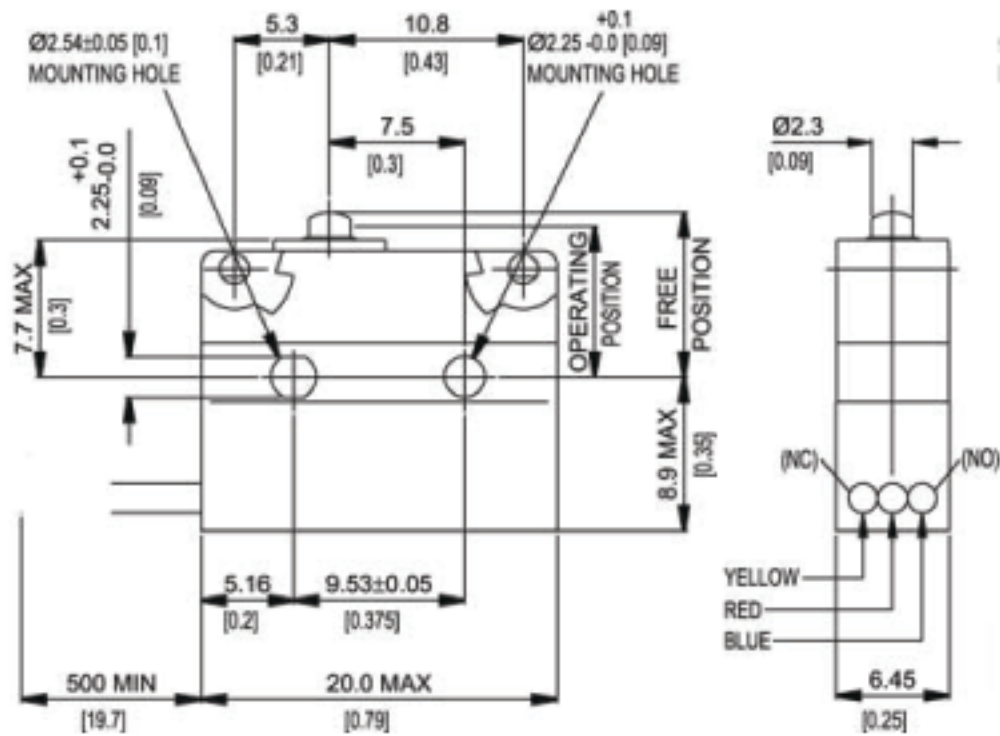 5.3
[0.21]
10.8
[0.43]
Ø2.54±0.05 [0.1]
MOUNTING HOLE
+0.1
Ø2.25 -0.0 [0.09]
MOUNTING HOLE
7.5
[0.3]
Ø2.3
[0.09]
+0.1
2.25-0.0
[0.09]
7.7 MAX
[0.3]
OPERATING
POSITION
FREE
POSITION
8.9 MAX
[0.35]
(NC)
(NO)
YELLOW
RED
BLUE
5.16
[0.2]
9.53±0.05
[0.375]
500 MIN
[19.7]
20.0 MAX
[0.79]
6.45
[0.25]